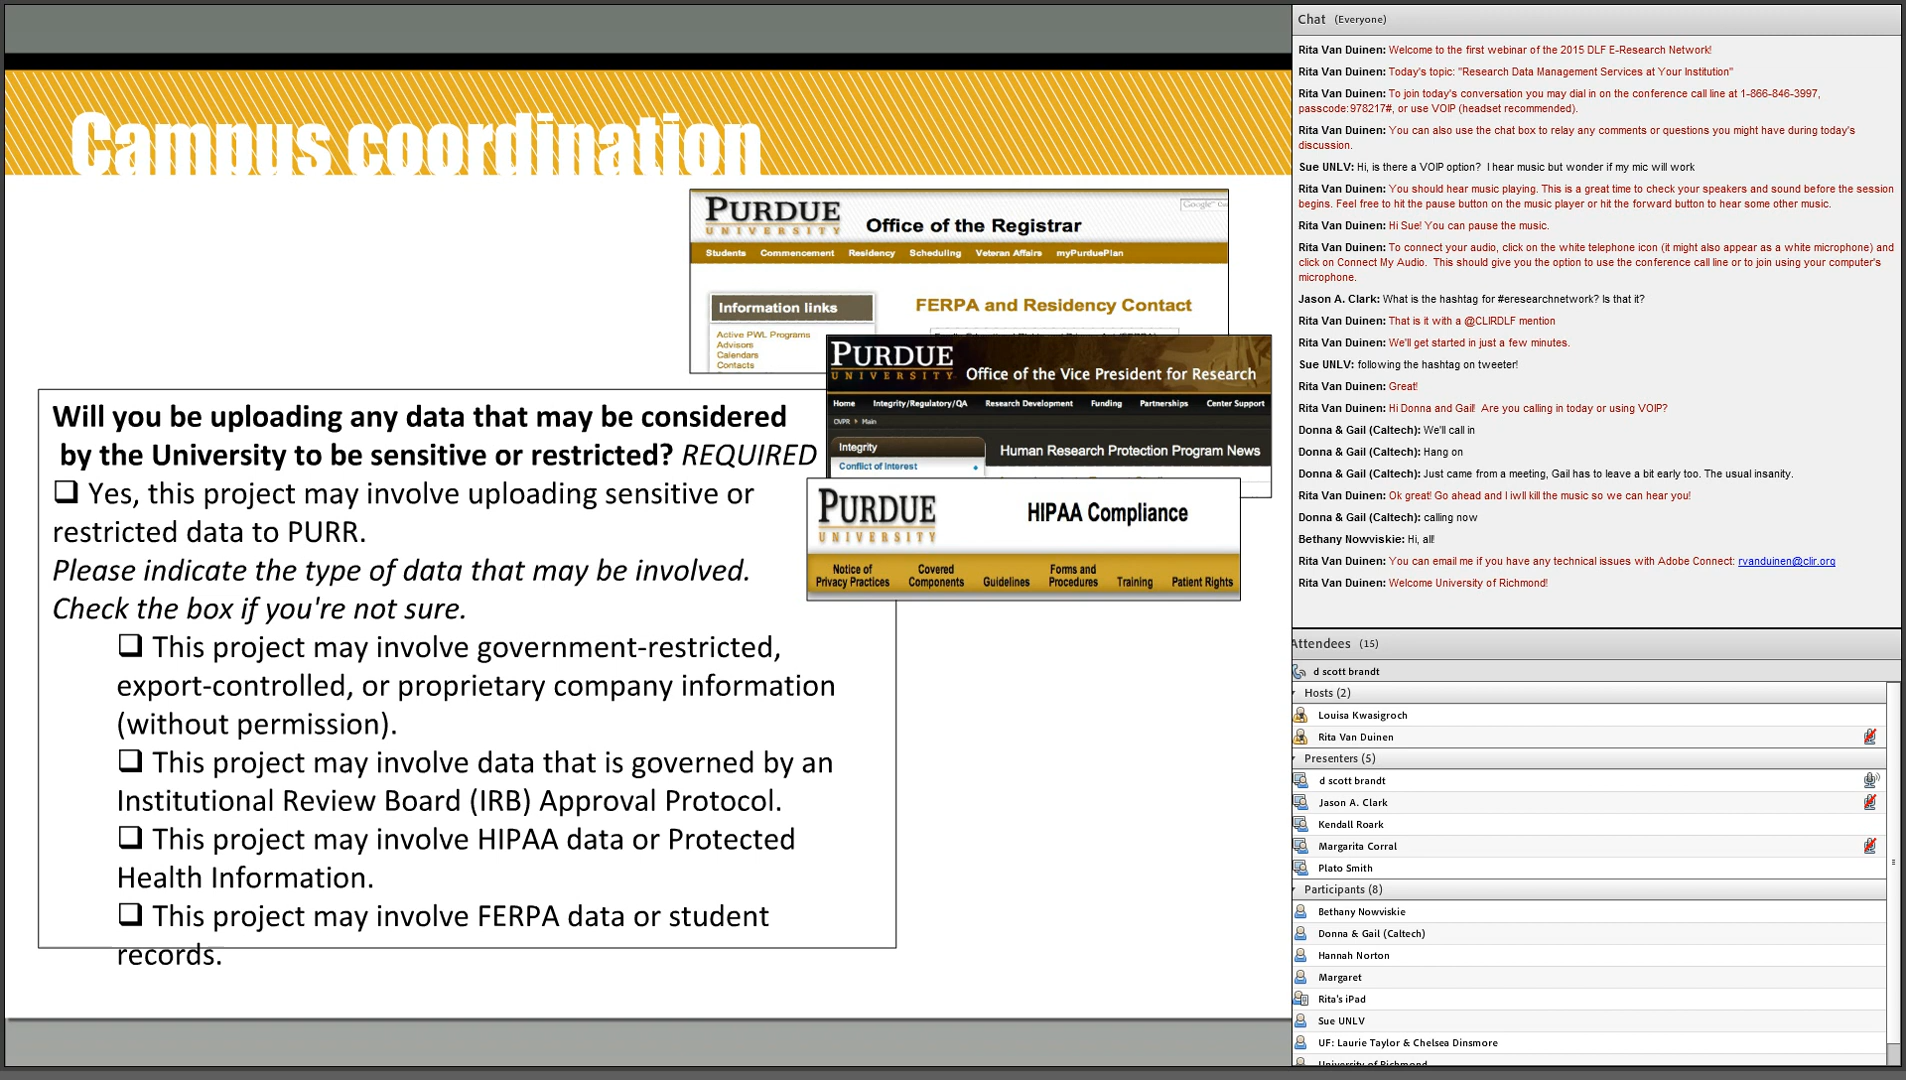 Campus coordination
PURDUE
UNIVERSITY
Office of the Registrar
Google
Students Commencement Residency Scheduling Veteran Affairs myPurduePlan
Information links
FERPA and Residency Contact
Active PWL Programs
Advisors
Calendars
Contacts
PURDUE
UNIVERSITY
Office of the Vice President for Research
Home Integrity/Regulatory/QA Research Development Funding Partnerships Center Support
OVPR Main
Integrity
Human Research Protection Program News
Conflict of Interest
PURDUE
UNIVERSITY
HIPAA Compliance
Notice of Privacy Practices Covered Components Guidelines Forms and Procedures Training Patient Rights
Will you be uploading any data that may be considered
by the University to be sensitive or restricted? REQUIRED
❑ Yes, this project may involve uploading sensitive or
restricted data to PURR.
Please indicate the type of data that may be involved.
Check the box if you're not sure.
❑ This project may involve government-restricted,
export-controlled, or proprietary company information
(without permission).
❑ This project may involve data that is governed by an
Institutional Review Board (IRB) Approval Protocol.
❑ This project may involve HIPAA data or Protected
Health Information.
❑ This project may involve FERPA data or student
records.
Chat (Everyone)
Rita Van Duinen: Welcome to the first webinar of the 2015 DLF E-Research Network!
Rita Van Duinen: Today's topic: "Research Data Management Services at Your Institution"
Rita Van Duinen: To join today's conversation you may dial in on the conference call line at 1-866-846-3997,
passcode:978217#, or use VOIP (headset recommended).
Rita Van Duinen: You can also use the chat box to relay any comments or questions you might have during today's
discussion.
Sue UNLV: Hi, is there a VOIP option? I hear music but wonder if my mic will work
Rita Van Duinen: You should hear music playing. This is a great time to check your speakers and sound before the session
begins. Feel free to hit the pause button on the music player or hit the forward button to hear some other music.
Rita Van Duinen: Hi Sue! You can pause the music.
Rita Van Duinen: To connect your audio, click on the white telephone icon (it might also appear as a white microphone) and
click on Connect My Audio. This should give you the option to use the conference call line or to join using your computer's
microphone.
Jason A. Clark: What is the hashtag for #eresearchnetwork? Is that it?
Rita Van Duinen: That is it with a @CLIRDLF mention
Rita Van Duinen: We'll get started in just a few minutes.
Sue UNLV: following the hashtag on tweeter!
Rita Van Duinen: Great!
Rita Van Duinen: Hi Donna and Gail! Are you calling in today or using VOIP?
Donna & Gail (Caltech): We'll call in
Donna & Gail (Caltech): Hang on
Donna & Gail (Caltech): Just came from a meeting, Gail has to leave a bit early too. The usual insanity.
Rita Van Duinen: Ok great! Go ahead and I iwll kill the music so we can hear you!
Donna & Gail (Caltech): calling now
Bethany Nowviskie: Hi, all!
Rita Van Duinen: You can email me if you have any technical issues with Adobe Connect: rvanduinen@clir.org
Rita Van Duinen: Welcome University of Richmond!
Attendees (15)
d scott brandt
Hosts (2)
Louisa Kwasigroch
Rita Van Duinen
Presenters (5)
d scott brandt
Jason A. Clark
Kendall Roark
Margarita Corral
Plato Smith
Participants (8)
Bethany Nowviskie
Donna & Gail (Caltech)
Hannah Norton
Margaret
Rita's iPad
Sue UNLV
UF: Laurie Taylor & Chelsea Dinsmore
University of Richmond